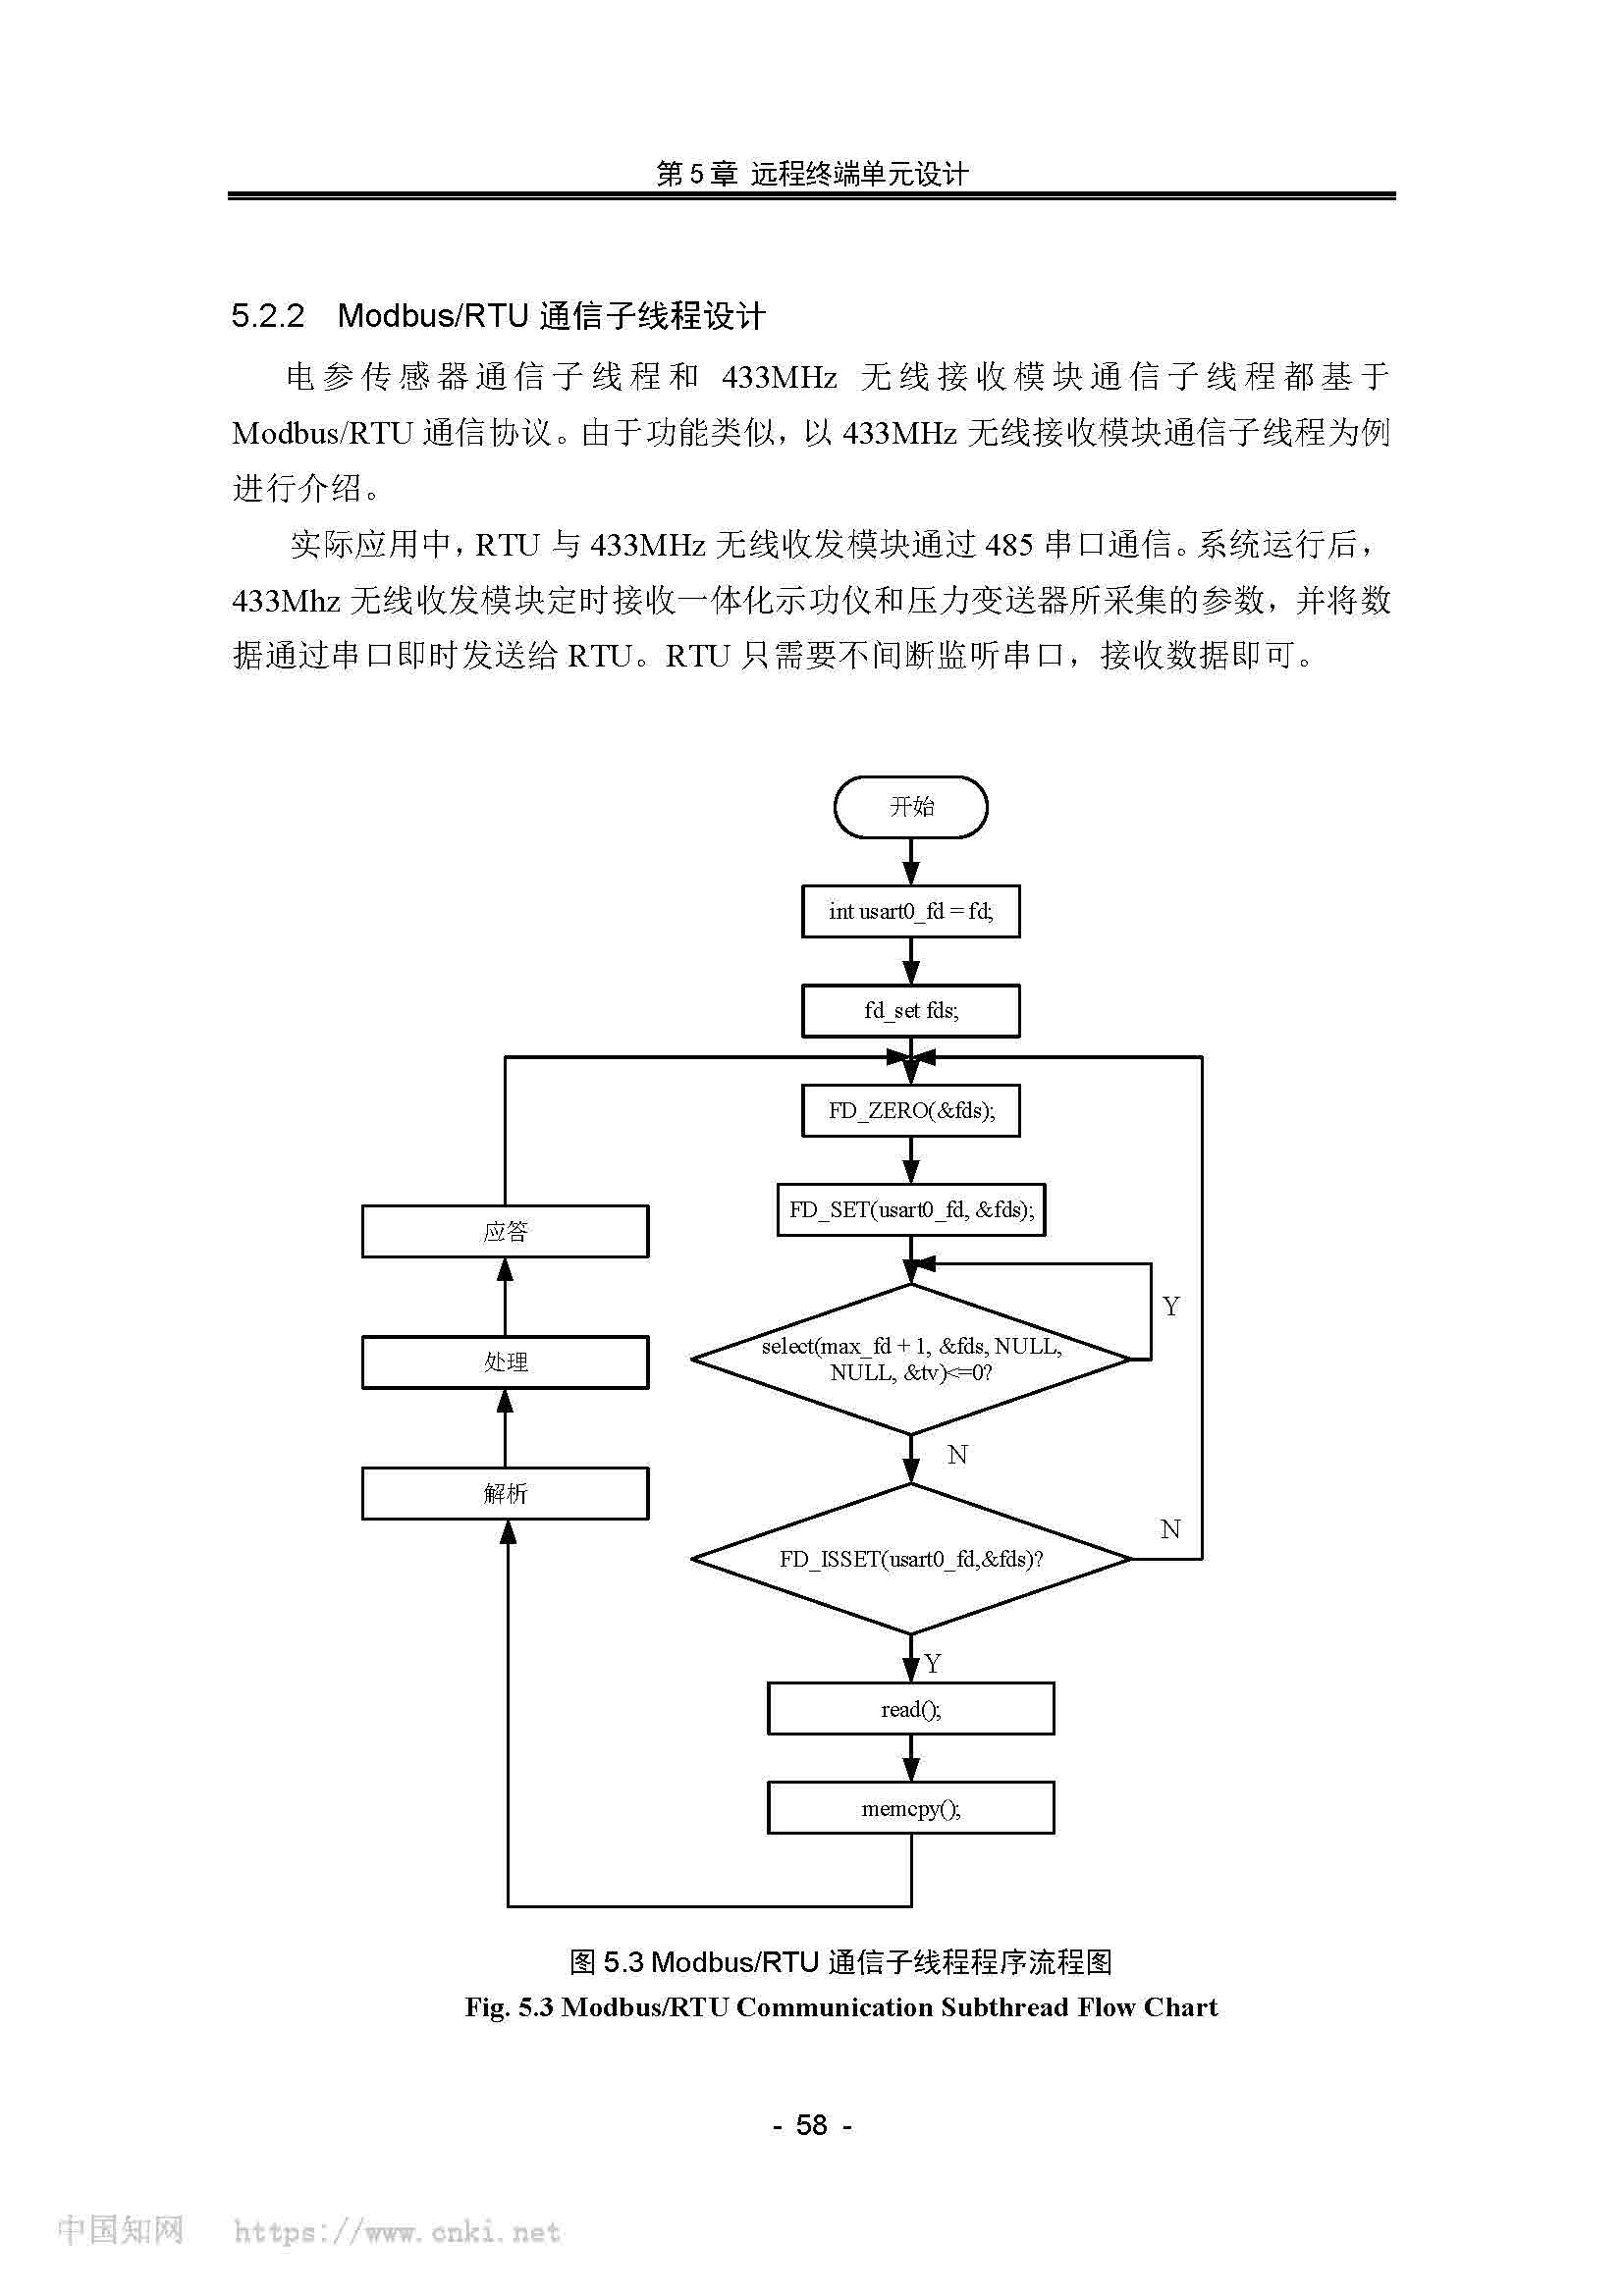 第 5 章 远程终端单元设计
5.2.2 Modbus/RTU 通信子线程设计
电参传感器通信子线程和 433MHz 无线接收模块通信子线程都基于
Modbus/RTU 通信协议。由于功能类似，以 433MHz 无线接收模块通信子线程为例
进行介绍。
实际应用中，RTU 与 433MHz 无线收发模块通过 485 串口通信。系统运行后，
433Mhz 无线收发模块定时接收一体化示功仪和压力变送器所采集的参数，并将数
据通过串口即时发送给 RTU。RTU 只需要不间断监听串口，接收数据即可。
开始
int usart0_fd = fd;
fd_set fds;
FD_ZERO(&fds);
FD_SET(usart0_fd, &fds);
应答
Y
select(max_fd + 1, &fds, NULL,
NULL, &tv)<=0?
处理
N
解析
N
FD_ISSET(usart0_fd,&fds)?
Y
read();
memcpy();
图 5.3 Modbus/RTU 通信子线程程序流程图
Fig. 5.3 Modbus/RTU Communication Subthread Flow Chart
- 58 -
中国知网 https://www.cnki.net